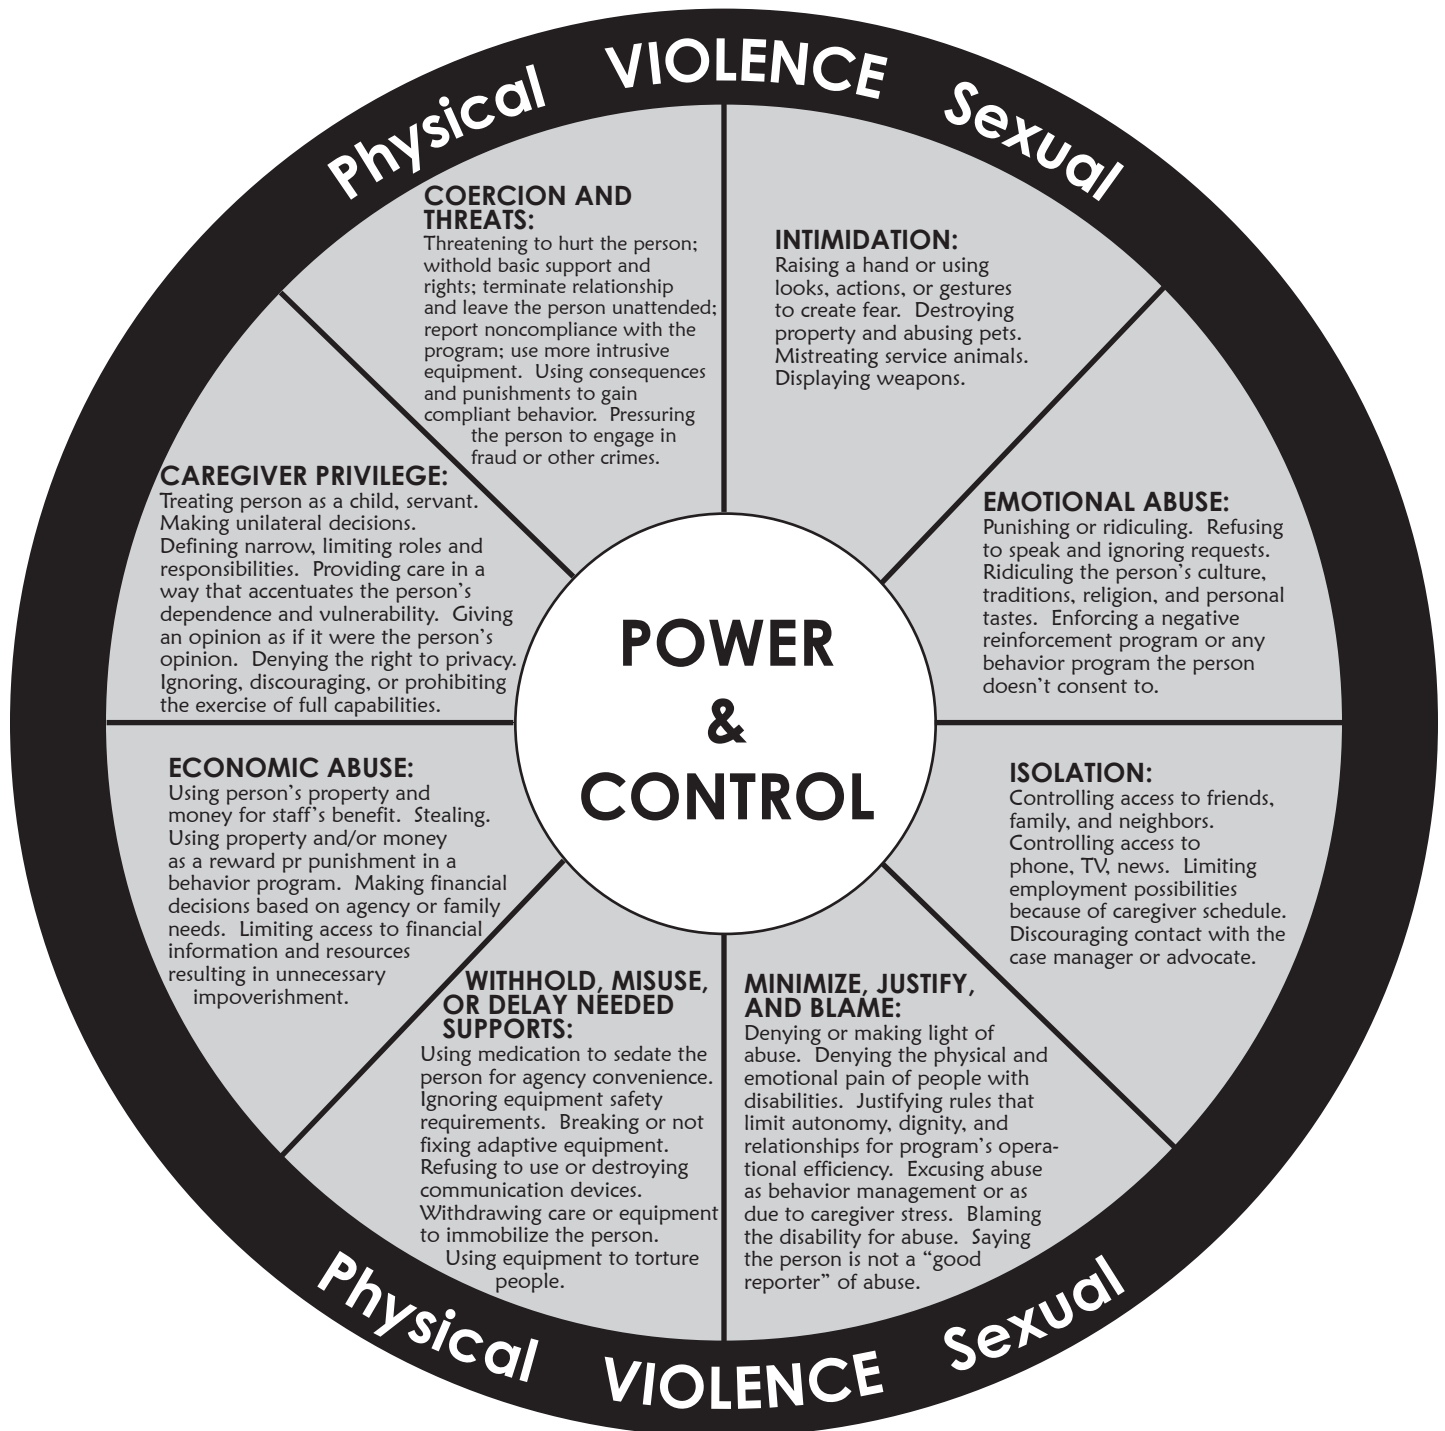 Physical VIOLENCE Sexual
COERCION AND
THREATS:
Threatening to hurt the person;
withold basic support and
rights; terminate relationship
and leave the person unattended;
report noncompliance with the
program; use more intrusive
equipment.  Using consequences
and punishments to gain
compliant behavior.  Pressuring
the person to engage in
fraud or other crimes.
INTIMIDATION:
Raising a hand or using
looks, actions, or gestures
to create fear.  Destroying
property and abusing pets.
Mistreating service animals.
Displaying weapons.
CAREGIVER PRIVILEGE:
Treating person as a child, servant.
Making unilateral decisions.
Defining narrow, limiting roles and
responsibilities.  Providing care in a
way that accentuates the person's
dependence and vulnerability.  Giving
an opinion as if it were the person's
opinion.  Denying the right to privacy.
Ignoring, discouraging, or prohibiting
the exercise of full capabilities.
EMOTIONAL ABUSE:
Punishing or ridiculing.  Refusing
to speak and ignoring requests.
Ridiculing the person's culture,
traditions, religion, and personal
tastes.  Enforcing a negative
reinforcement program or any
behavior program the person
doesn't consent to.
POWER
&
CONTROL
ECONOMIC ABUSE:
Using person's property and
money for staff's benefit.  Stealing.
Using property and/or money
as a reward pr punishment in a
behavior program.  Making financial
decisions based on agency or family
needs.  Limiting access to financial
information and resources
resulting in unnecessary
impoverishment.
ISOLATION:
Controlling access to friends,
family, and neighbors.
Controlling access to
phone, TV, news.  Limiting
employment possibilities
because of caregiver schedule.
Discouraging contact with the
case manager or advocate.
WITHHOLD, MISUSE,
OR DELAY NEEDED
SUPPORTS:
Using medication to sedate the
person for agency convenience.
Ignoring equipment safety
requirements.  Breaking or not
fixing adaptive equipment.
Refusing to use or destroying
communication devices.
Withdrawing care or equipment
to immobilize the person.
Using equipment to torture
people.
MINIMIZE, JUSTIFY,
AND BLAME:
Denying or making light of
abuse.  Denying the physical and
emotional pain of people with
disabilities.  Justifying rules that
limit autonomy, dignity, and
relationships for program's opera-
tional efficiency.  Excusing abuse
as behavior management or as
due to caregiver stress.  Blaming
the disability for abuse.  Saying
the person is not a “good
reporter” of abuse.
Physical VIOLENCE Sexual